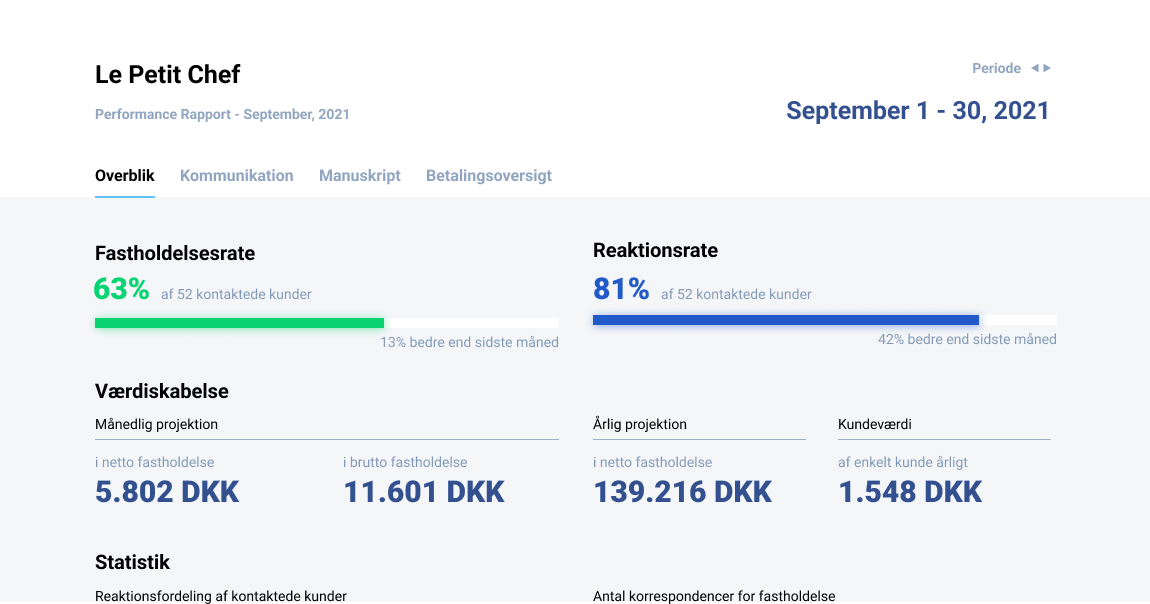 Le Petit Chef
Performance Rapport - September, 2021
Periode
September 1 - 30, 2021
Overblik
Kommunikation
Manuskript
Betalingsoversigt
Fastholdelsesrate
63% af 52 kontaktede kunder
13% bedre end sidste måned
Reaktionsrate
81% af 52 kontaktede kunder
42% bedre end sidste måned
Værdiskabelse
Månedlig projektion
i netto fastholdelse
5.802 DKK
i brutto fastholdelse
11.601 DKK
Årlig projektion
i netto fastholdelse
139.216 DKK
Kundeværdi
af enkelt kunde årligt
1.548 DKK
Statistik
Reaktionsfordeling af kontaktede kunder
Antal korrespondencer for fastholdelse